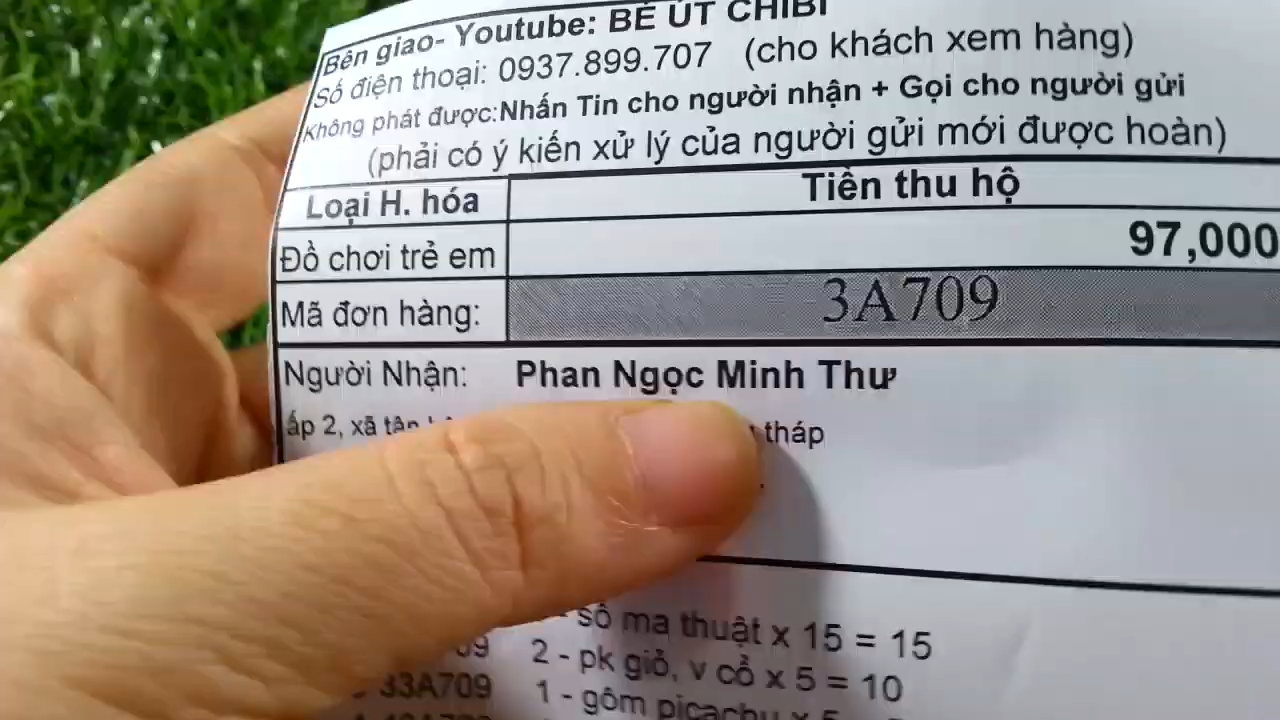 Bên giao- Youtube: BÉ ÚT CHIBI
Số điện thoại: 0937.899.707 (cho khách xem hàng)
Không phát được:Nhấn Tin cho người nhận + Gọi cho người gửi
(phải có ý kiến xử lý của người gửi mới được hoàn)
Loại H. hóa Tiền thu hộ
Đồ chơi trẻ em 97,000
Mã đơn hàng: 3A709
Người Nhận: Phan Ngọc Minh Thư
ấp 2, xã tân tháp
- sổ ma thuật x 15 = 15
09 2 - pk giỏ, v cổ x 5 = 10
33A709 1 - gôm picachu x 5